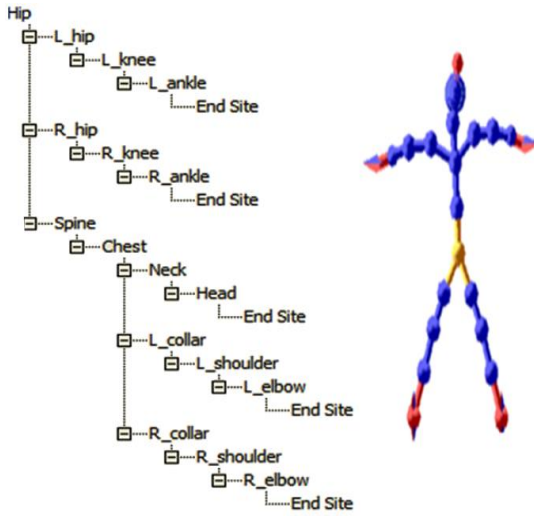 Hip
L_hip
L_knee
L_ankle
End Site
R_hip
R_knee
R_ankle
End Site
Spine
Chest
Neck
Head
End Site
L_collar
L_shoulder
L_elbow
End Site
R_collar
R_shoulder
R_elbow
End Site